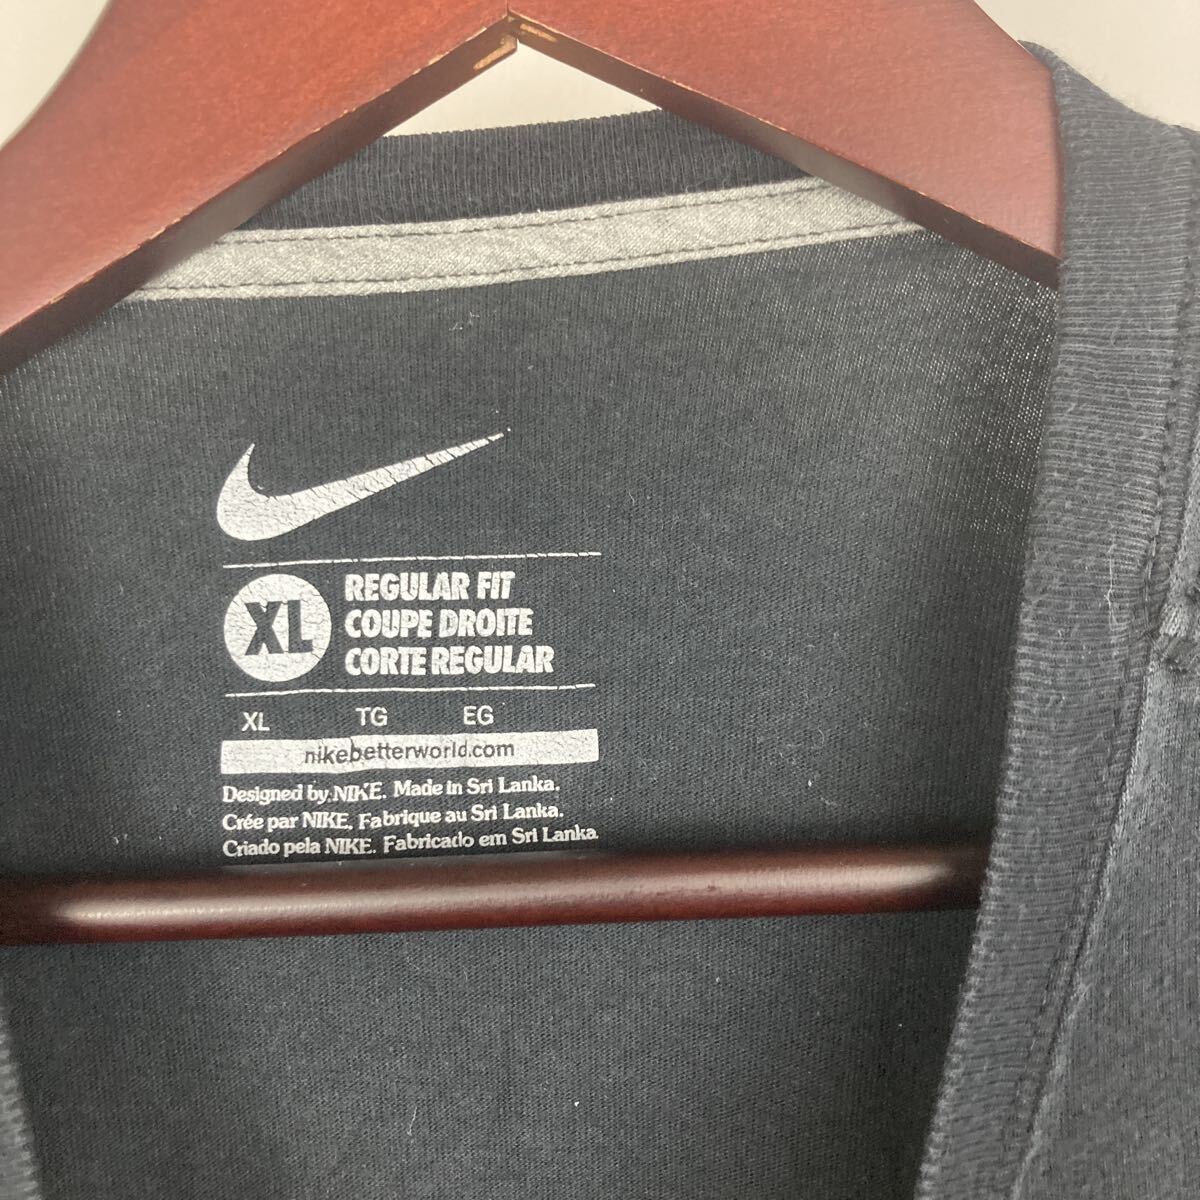 XL
REGULAR FIT
COUPE DROITE
CORTE REGULAR
XL TG EG
nikebetterworld.com
Designed by NIKE. Made in Sri Lanka.
Crée par NIKE. Fabrique au Sri Lanka.
Criado pela NIKE. Fabricado em Sri Lanka